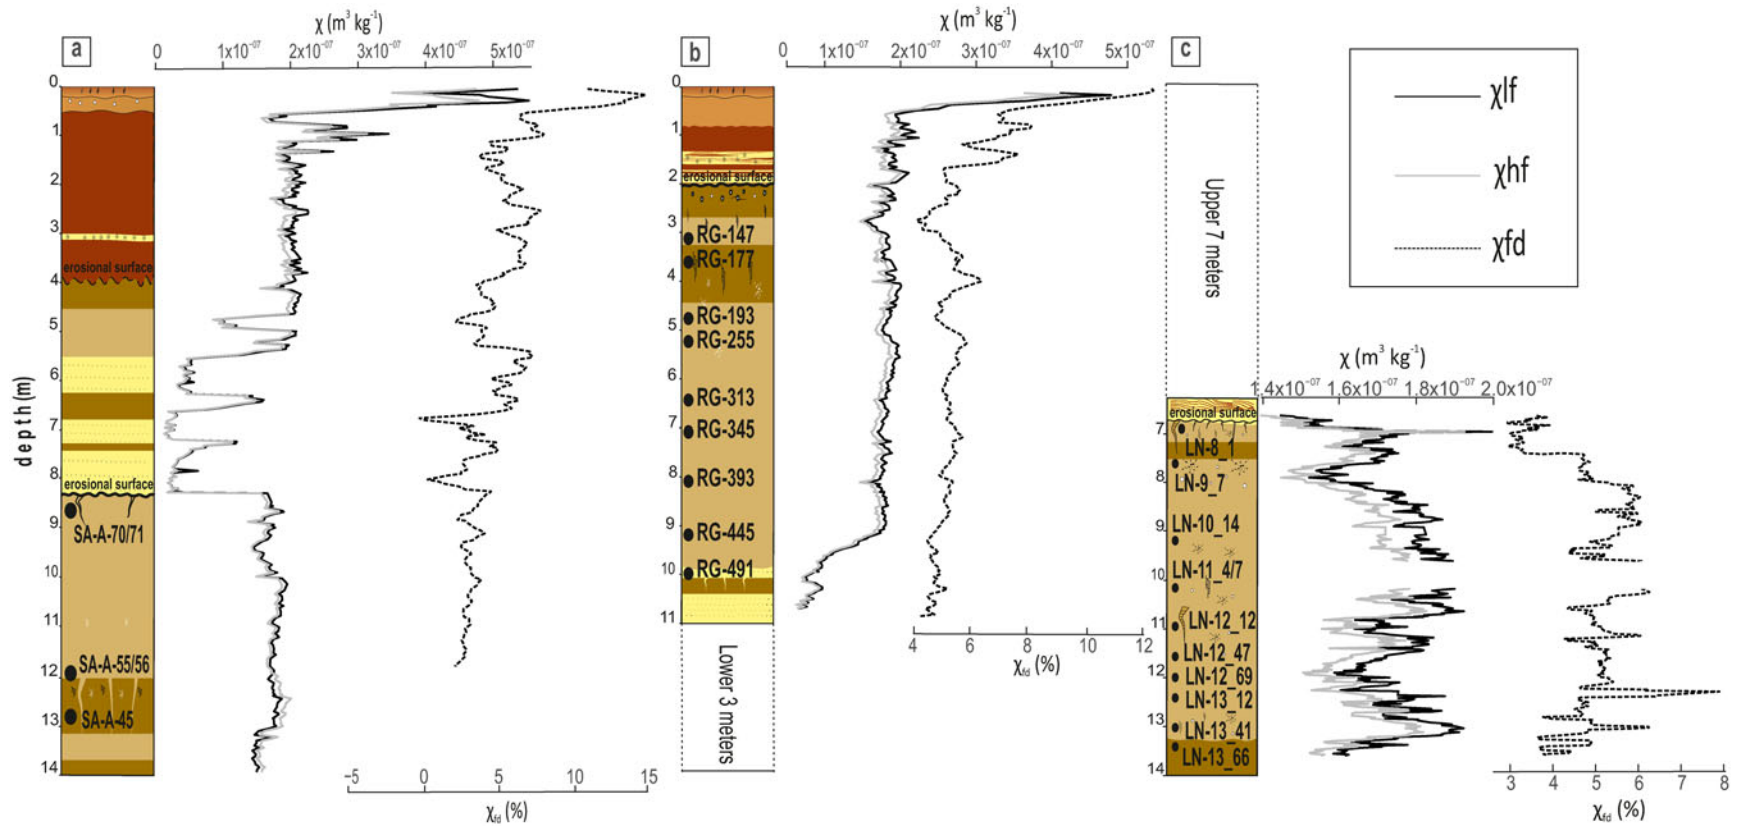 a
χ (m³ kg⁻¹)
0 1x10⁻⁰⁷ 2x10⁻⁰⁷ 3x10⁻⁰⁷ 4x10⁻⁰⁷ 5x10⁻⁰⁷
depth (m)
0
1
2
3
erosional surface
4
5
6
7
8
erosional surface
9
SA-A-70/71
10
11
SA-A-55/56
12
SA-A-45
13
14
−5 0 5 10 15
χfd (%)
b
χ (m³ kg⁻¹)
0 1x10⁻⁰⁷ 2x10⁻⁰⁷ 3x10⁻⁰⁷ 4x10⁻⁰⁷ 5x10⁻⁰⁷
0
1
2
erosional surface
3
RG-147
RG-177
4
RG-193
5
RG-255
6
RG-313
7
RG-345
8
RG-393
9
RG-445
10
RG-491
11
Lower 3 meters
4 6 8 10 12
χfd (%)
c
Upper 7 meters
χ (m³ kg⁻¹)
1.4x10⁻⁰⁷ 1.6x10⁻⁰⁷ 1.8x10⁻⁰⁷ 2.0x10⁻⁰⁷
erosional surface
7
LN-8_1
8
LN-9_7
9
LN-10_14
10
LN-11_4/7
11
LN-12_12
LN-12_47
12
LN-12_69
LN-13_12
13
LN-13_41
LN-13_66
14
3 4 5 6 7 8
χfd (%)
χlf
χhf
χfd